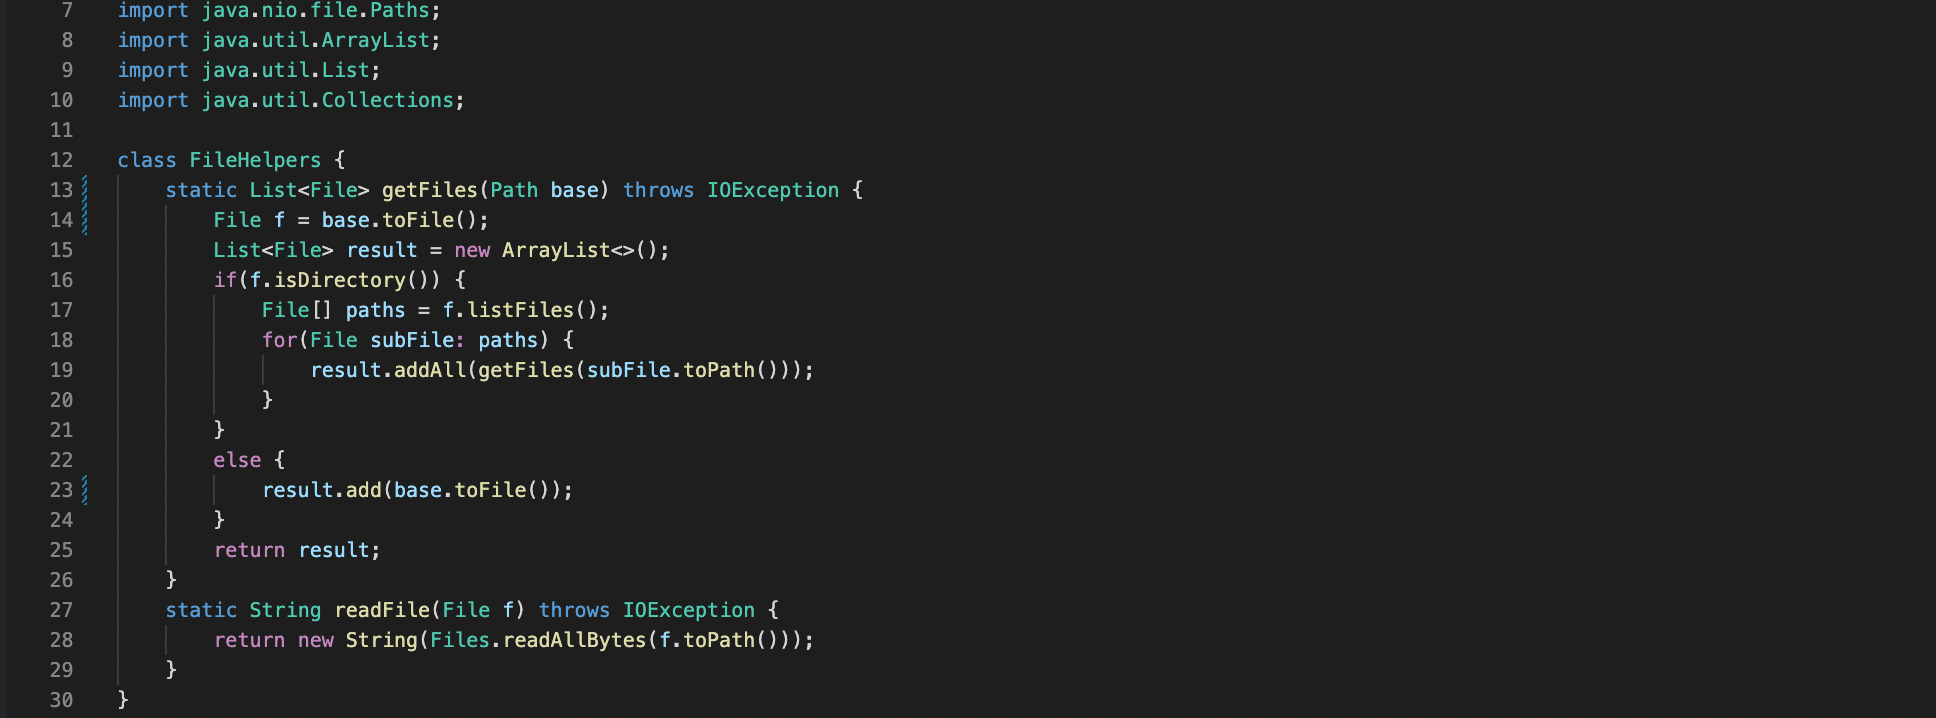 7 import java.nio.file.Paths;
8 import java.util.ArrayList;
9 import java.util.List;
10 import java.util.Collections;
11
12 class FileHelpers {
13     static List<File> getFiles(Path base) throws IOException {
14         File f = base.toFile();
15         List<File> result = new ArrayList<>();
16         if(f.isDirectory()) {
17             File[] paths = f.listFiles();
18             for(File subFile: paths) {
19                 result.addAll(getFiles(subFile.toPath()));
20             }
21         }
22         else {
23             result.add(base.toFile());
24         }
25         return result;
26     }
27     static String readFile(File f) throws IOException {
28         return new String(Files.readAllBytes(f.toPath()));
29     }
30 }